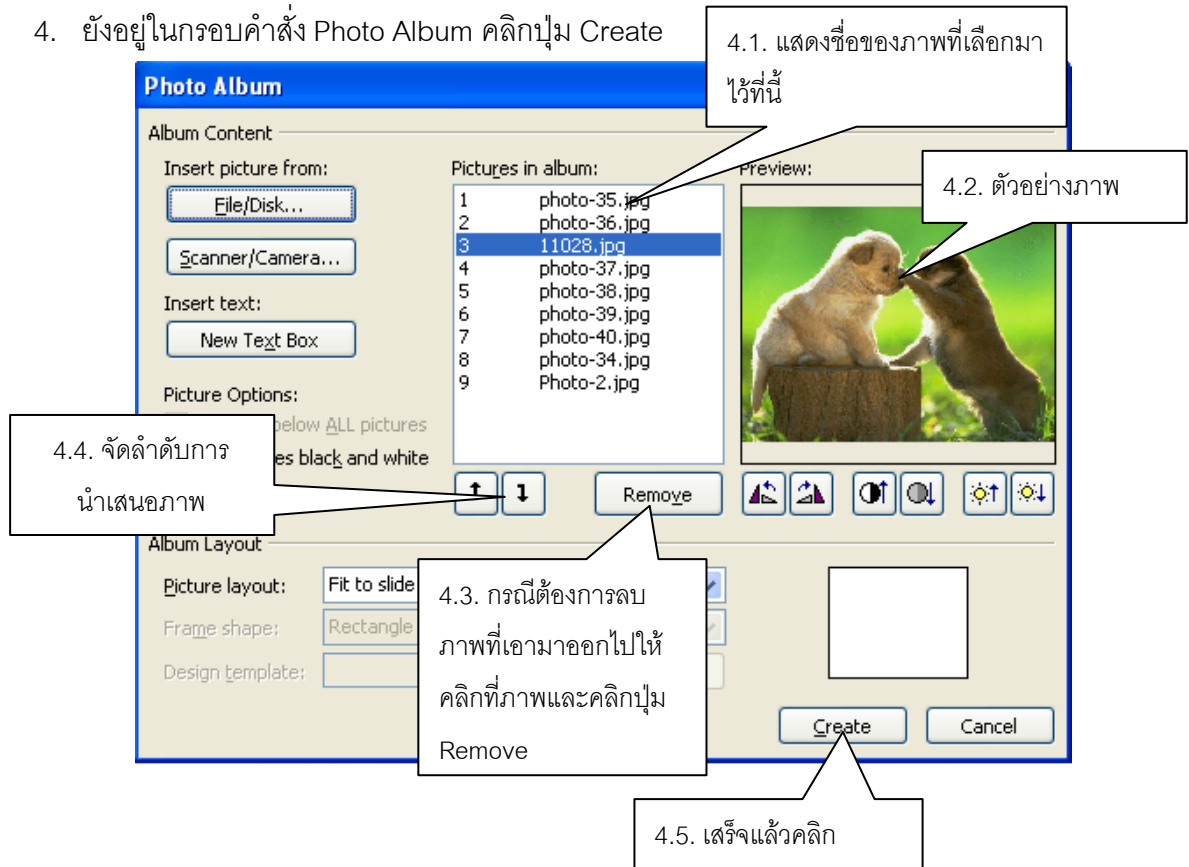 4. ยังอยู่ในกรอบคำสั่ง Photo Album คลิกปุ่ม Create
4.1. แสดงชื่อของภาพที่เลือกมา
ไว้ที่นี้
Photo Album
Album Content
Insert picture from:
File/Disk...
Scanner/Camera...
Insert text:
New Text Box
Picture Options:
below ALL pictures
es black and white
Pictures in album:
1 photo-35.jpg
2 photo-36.jpg
3 11028.jpg
4 photo-37.jpg
5 photo-38.jpg
6 photo-39.jpg
7 photo-40.jpg
8 photo-34.jpg
9 Photo-2.jpg
Preview:
4.2. ตัวอย่างภาพ
4.4. จัดลำดับการ
นำเสนอภาพ
Remove
Album Layout
Picture layout: Fit to slide
Frame shape: Rectangle
Design template:
4.3. กรณีต้องการลบ
ภาพที่เอามาออกไปให้
คลิกที่ภาพและคลิกปุ่ม
Remove
Create Cancel
4.5. เสร็จแล้วคลิก